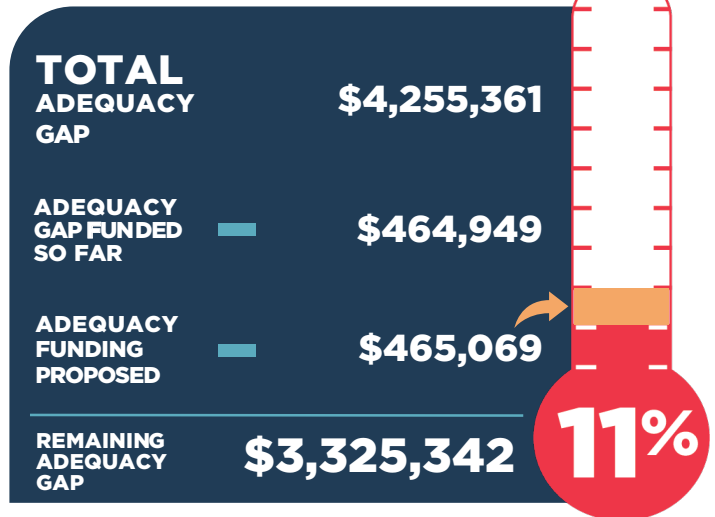 TOTAL
ADEQUACY
GAP
$4,255,361
ADEQUACY
GAP FUNDED
SO FAR
$464,949
ADEQUACY
FUNDING
PROPOSED
$465,069
REMAINING
ADEQUACY
GAP
$3,325,342
11%